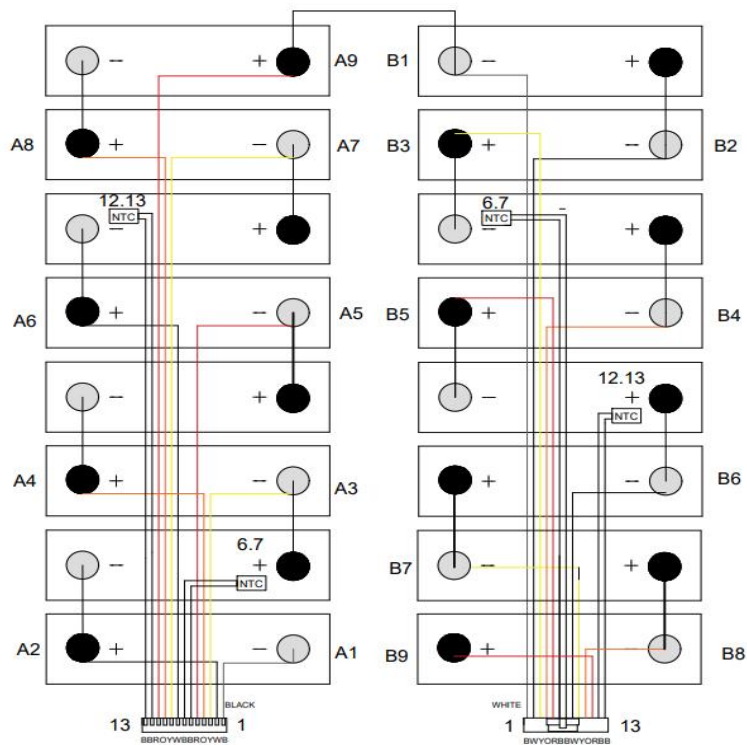 − + A9 B1 − +
A8 + − A7 B3 + − B2
12.13 6.7 −
NTC NTC
− + − +
A6 + − A5 B5 + − B4
− + − 12.13 +
NTC
A4 + − A3 + − B6
6.7
− + B7 − +
NTC
A2 + − A1 B9 + − B8
BLACK WHITE
13 1 1 13
BBROYWBBROYWB BWYORBBWYORBB